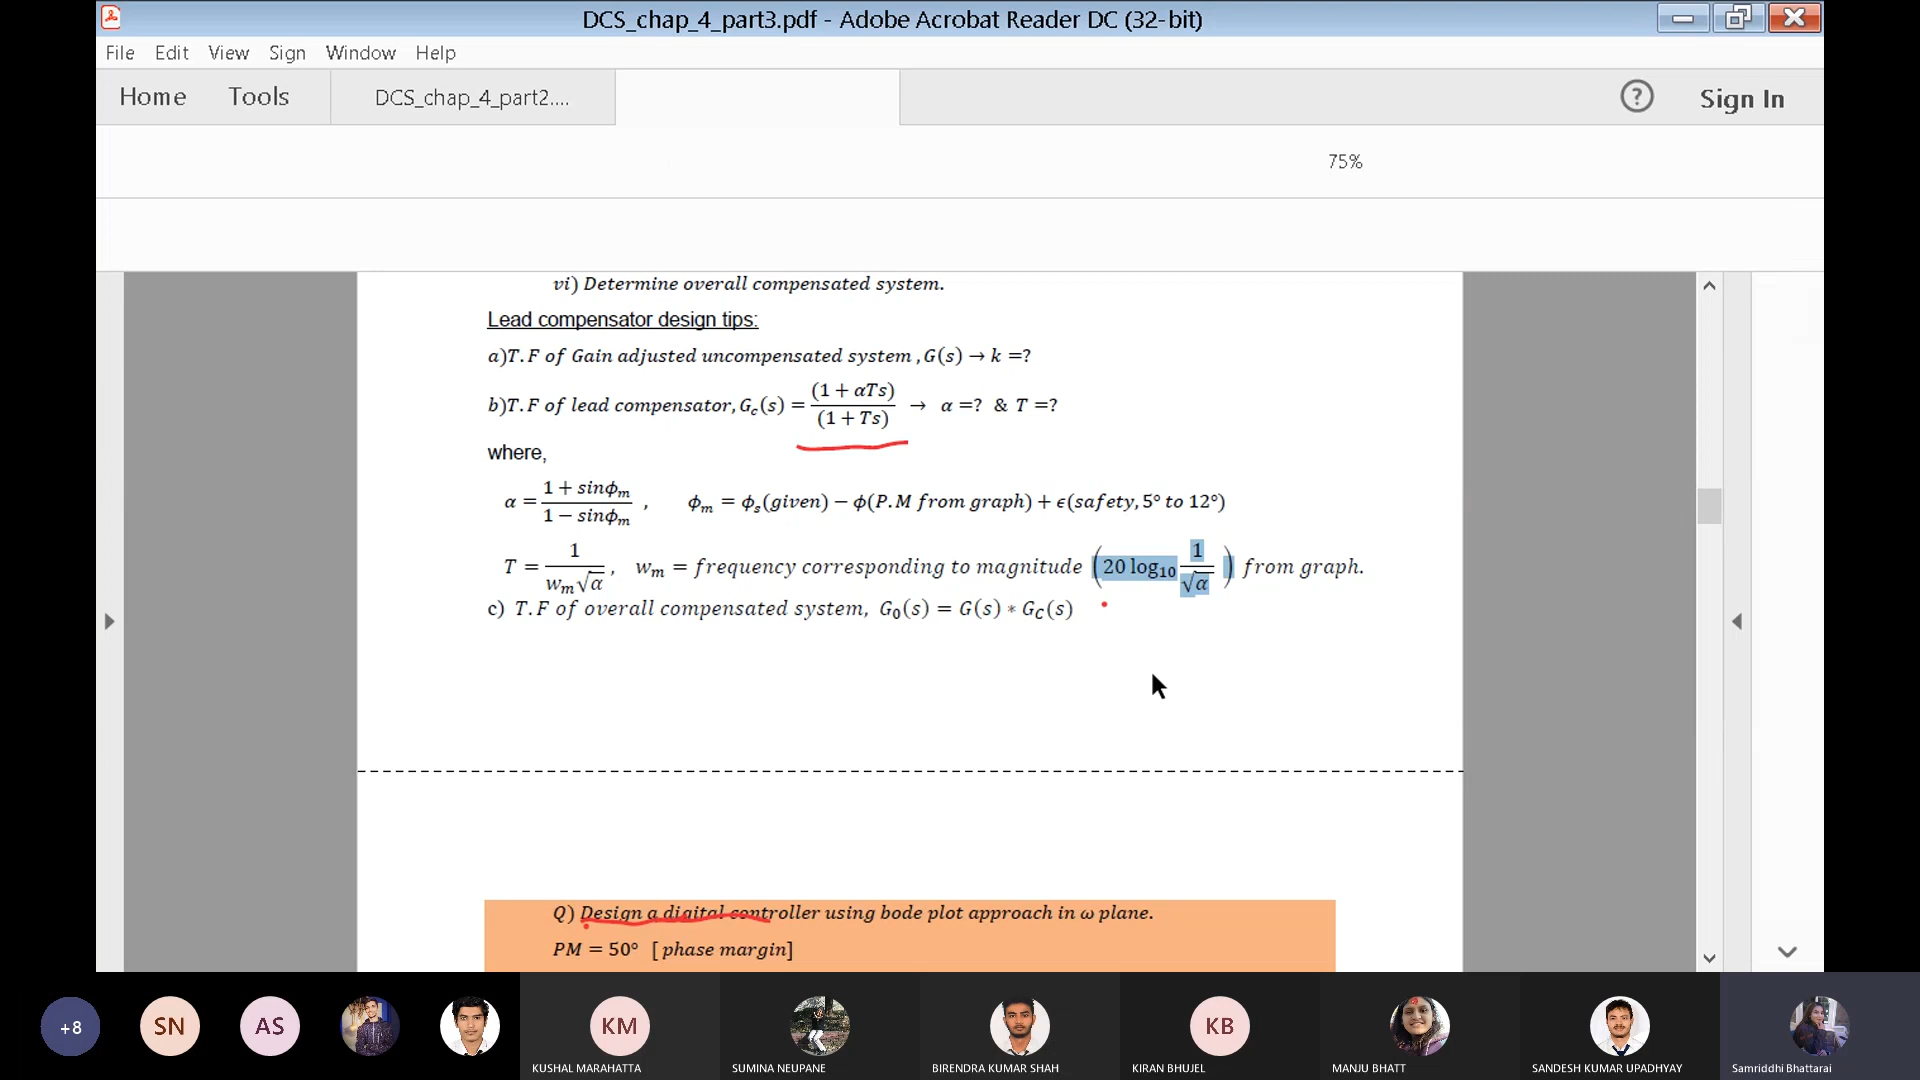 DCS_chap_4_part3.pdf - Adobe Acrobat Reader DC (32-bit)
File Edit View Sign Window Help
Home Tools DCS_chap_4_part2.... ? Sign In
75%
vi) Determine overall compensated system.
Lead compensator design tips:
a)T.F of Gain adjusted uncompensated system ,G(s) → k =?
b)T.F of lead compensator, G_c(s) = (1 + αTs)/(1 + Ts) → α =? & T =?
where,
α = (1 + sinϕ_m)/(1 − sinϕ_m) , ϕ_m = ϕ_s(given) − ϕ(P.M from graph) + ϵ(safety, 5° to 12°)
T = 1/(w_m√α), w_m = frequency corresponding to magnitude (20 log₁₀ 1/√α) from graph.
c) T.F of overall compensated system, G_0(s) = G(s) * G_C(s)
Q) Design a digital controller using bode plot approach in ω plane.
PM = 50° [ phase margin]
+8 SN AS KM KB
KUSHAL MARAHATTA SUMINA NEUPANE BIRENDRA KUMAR SHAH KIRAN BHUJEL MANJU BHATT SANDESH KUMAR UPADHYAY Samriddhi Bhattarai